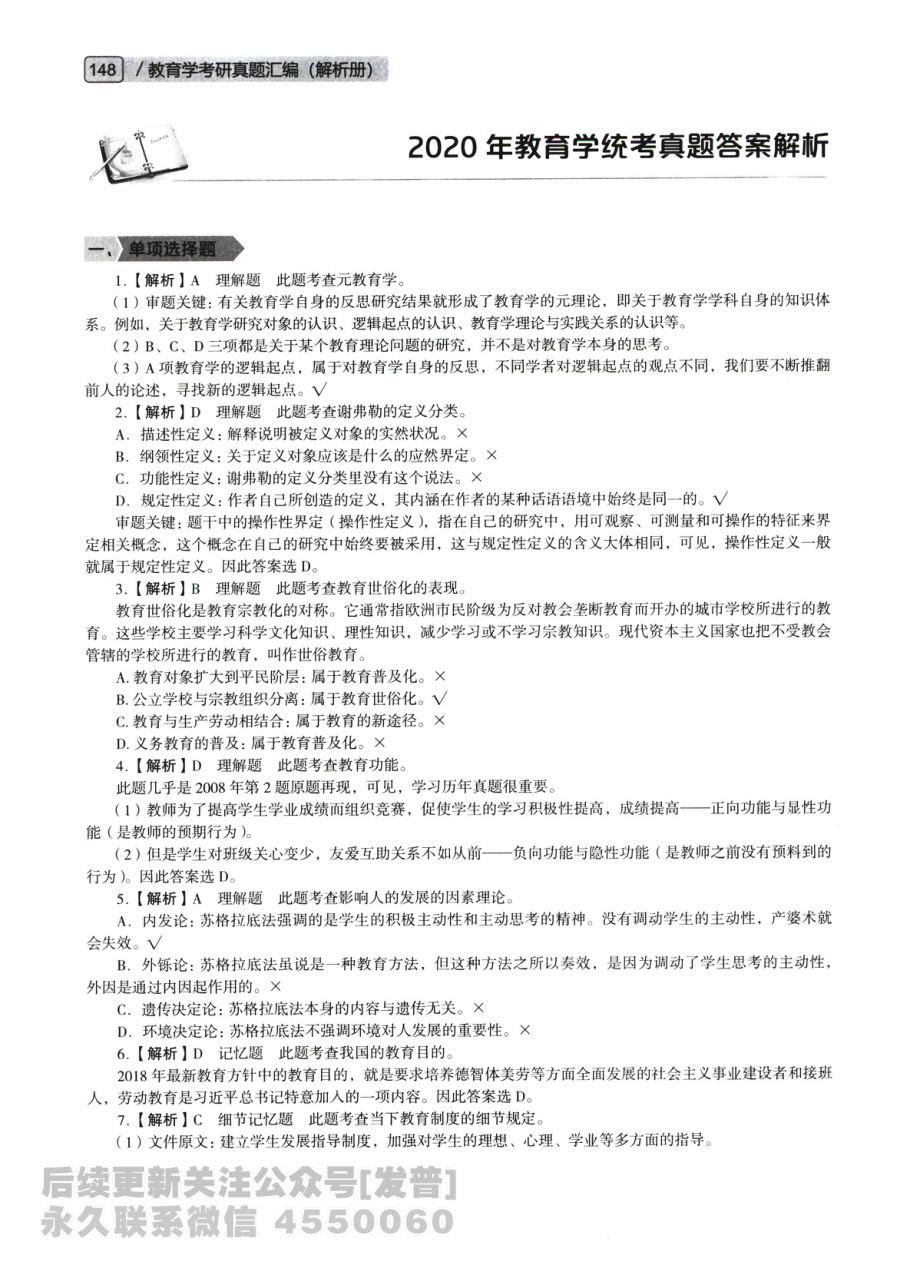 148 / 教育学考研真题汇编（解析册）
2020 年教育学统考真题答案解析
一、单项选择题
1.【解析】A 理解题 此题考查元教育学。
（1）审题关键：有关教育学自身的反思研究结果就形成了教育学的元理论，即关于教育学学科自身的知识体
系。例如，关于教育学研究对象的认识、逻辑起点的认识、教育学理论与实践关系的认识等。
（2）B、C、D 三项都是关于某个教育理论问题的研究，并不是对教育学本身的思考。
（3）A 项教育学的逻辑起点，属于对教育学自身的反思，不同学者对逻辑起点的观点不同，我们要不断推翻
前人的论述，寻找新的逻辑起点。√
2.【解析】D 理解题 此题考查谢弗勒的定义分类。
A．描述性定义：解释说明被定义对象的实然状况。×
B．纲领性定义：关于定义对象应该是什么的应然界定。×
C．功能性定义：谢弗勒的定义分类里没有这个说法。×
D．规定性定义：作者自己所创造的定义，其内涵在作者的某种话语语境中始终是同一的。√
审题关键：题干中的操作性界定（操作性定义），指在自己的研究中，用可观察、可测量和可操作的特征来界
定相关概念，这个概念在自己的研究中始终要被采用，这与规定性定义的含义大体相同，可见，操作性定义一般
就属于规定性定义。因此答案选 D。
3.【解析】B 理解题 此题考查教育世俗化的表现。
教育世俗化是教育宗教化的对称。它通常指欧洲市民阶级为反对教会垄断教育而开办的城市学校所进行的教
育。这些学校主要学习科学文化知识、理性知识，减少学习或不学习宗教知识。现代资本主义国家也把不受教会
管辖的学校所进行的教育，叫作世俗教育。
A. 教育对象扩大到平民阶层：属于教育普及化。×
B. 公立学校与宗教组织分离：属于教育世俗化。√
C. 教育与生产劳动相结合：属于教育的新途径。×
D. 义务教育的普及：属于教育普及化。×
4.【解析】D 理解题 此题考查教育功能。
此题几乎是 2008 年第 2 题原题再现，可见，学习历年真题很重要。
（1）教师为了提高学生学业成绩而组织竞赛，促使学生的学习积极性提高，成绩提高——正向功能与显性功
能（是教师的预期行为）。
（2）但是学生对班级关心变少，友爱互助关系不如从前——负向功能与隐性功能（是教师之前没有预料到的
行为）。因此答案选 D。
5.【解析】A 理解题 此题考查影响人的发展的因素理论。
A．内发论：苏格拉底法强调的是学生的积极主动性和主动思考的精神。没有调动学生的主动性，产婆术就
会失效。√
B．外铄论：苏格拉底法虽说是一种教育方法，但这种方法之所以奏效，是因为调动了学生思考的主动性，
外因是通过内因起作用的。×
C．遗传决定论：苏格拉底法本身的内容与遗传无关。×
D．环境决定论：苏格拉底法不强调环境对人发展的重要性。×
6.【解析】D 记忆题 此题考查我国的教育目的。
2018 年最新教育方针中的教育目的，就是要求培养德智体美劳等方面全面发展的社会主义事业建设者和接班
人，劳动教育是习近平总书记特意加入的一项内容。因此答案选 D。
7.【解析】C 细节记忆题 此题考查当下教育制度的细节规定。
（1）文件原文：建立学生发展指导制度，加强对学生的理想、心理、学业等多方面的指导。
后续更新关注公众号[发普]
永久联系微信 4550060